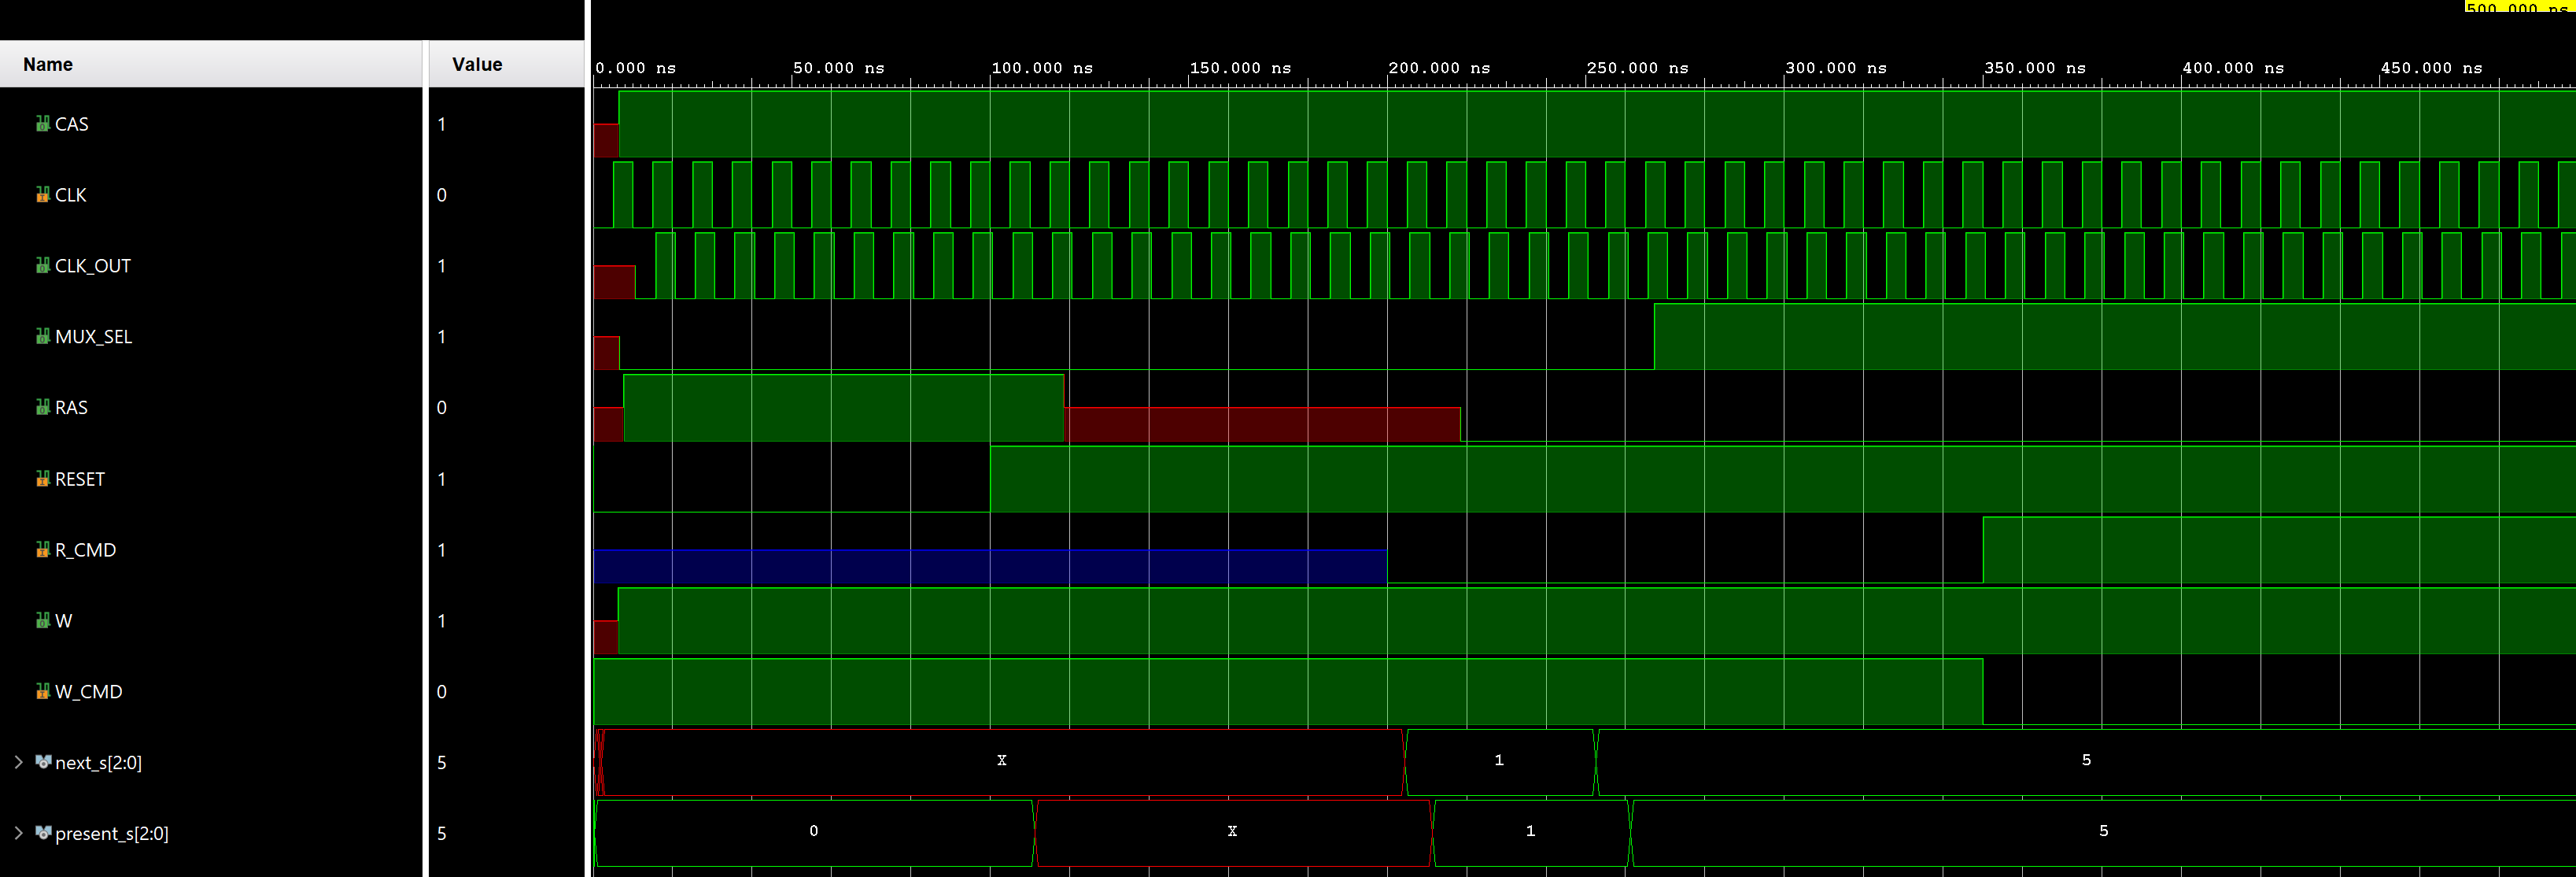 500.000 ns
Name Value
0.000 ns 50.000 ns 100.000 ns 150.000 ns 200.000 ns 250.000 ns 300.000 ns 350.000 ns 400.000 ns 450.000 ns
CAS 1
CLK 0
CLK_OUT 1
MUX_SEL 1
RAS 0
RESET 1
R_CMD 1
W 1
W_CMD 0
next_s[2:0] 5 X 1 5
present_s[2:0] 5 0 X 1 5